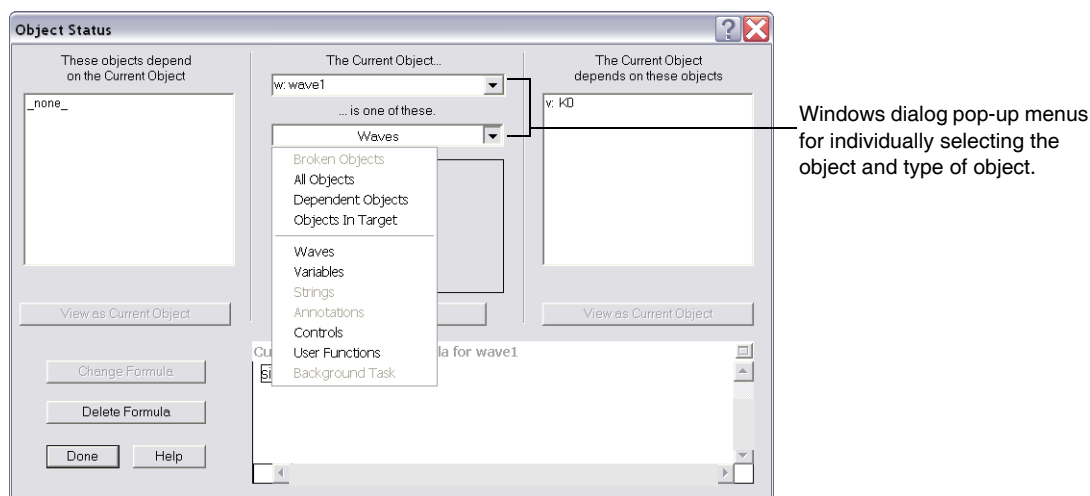 Object Status
These objects depend
on the Current Object
_none_
View as Current Object
The Current Object...
w: wave1
... is one of these.
Waves
Broken Objects
All Objects
Dependent Objects
Objects In Target
Waves
Variables
Strings
Annotations
Controls
User Functions
Background Task
The Current Object
depends on these objects
v: K0
View as Current Object
Windows dialog pop-up menus
for individually selecting the
object and type of object.
Change Formula
Delete Formula
Done
Help
la for wave1